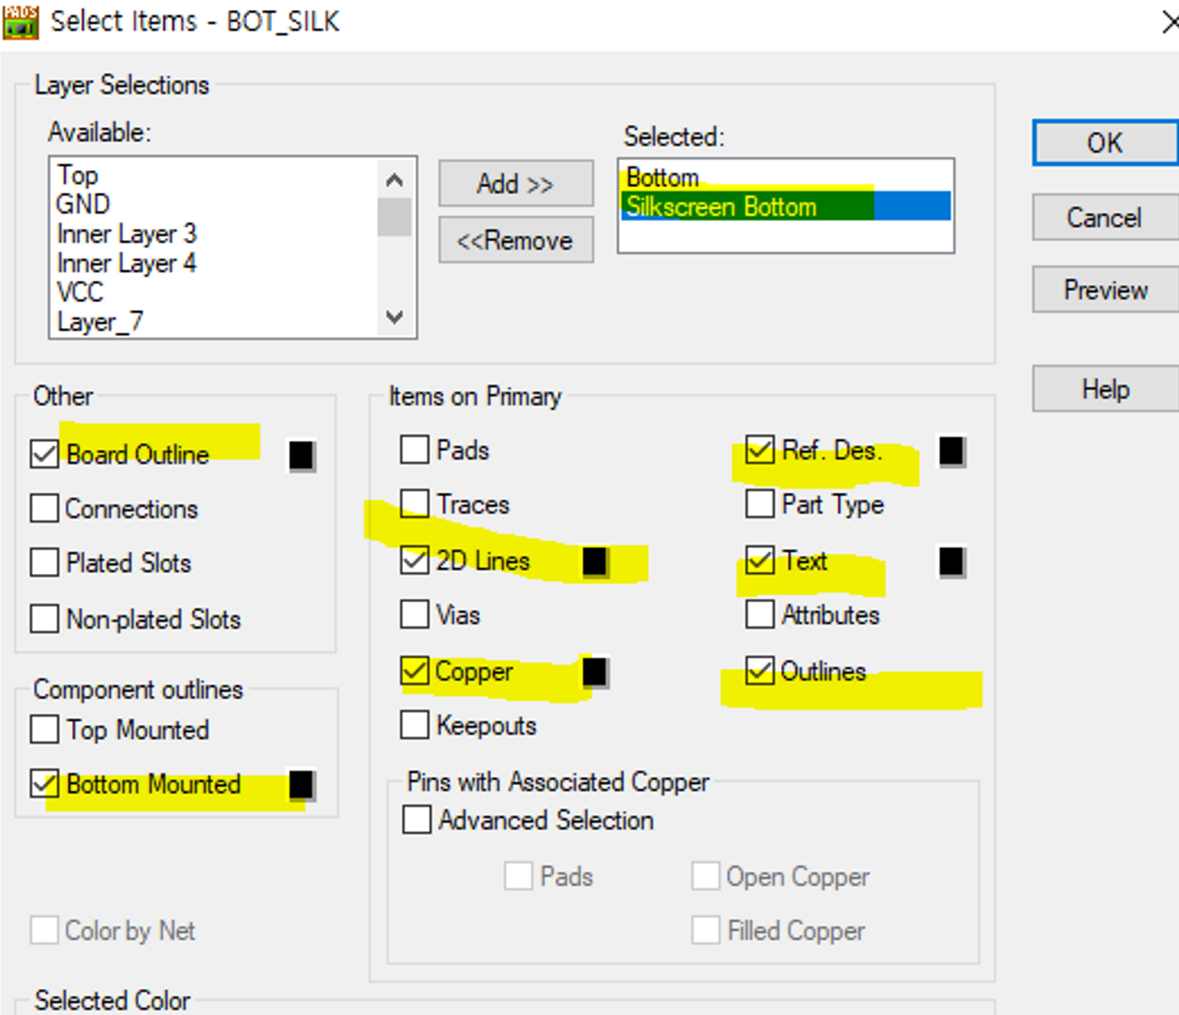 PADS
Select Items - BOT_SILK
Layer Selections
Available:
Top
GND
Inner Layer 3
Inner Layer 4
VCC
Layer_7
Add >>
<<Remove
Selected:
Bottom
Silkscreen Bottom
OK
Cancel
Preview
Help
Other
Board Outline
Connections
Plated Slots
Non-plated Slots
Component outlines
Top Mounted
Bottom Mounted
Color by Net
Items on Primary
Pads
Ref. Des.
Traces
Part Type
2D Lines
Text
Vias
Attributes
Copper
Outlines
Keepouts
Pins with Associated Copper
Advanced Selection
Pads
Open Copper
Filled Copper
Selected Color